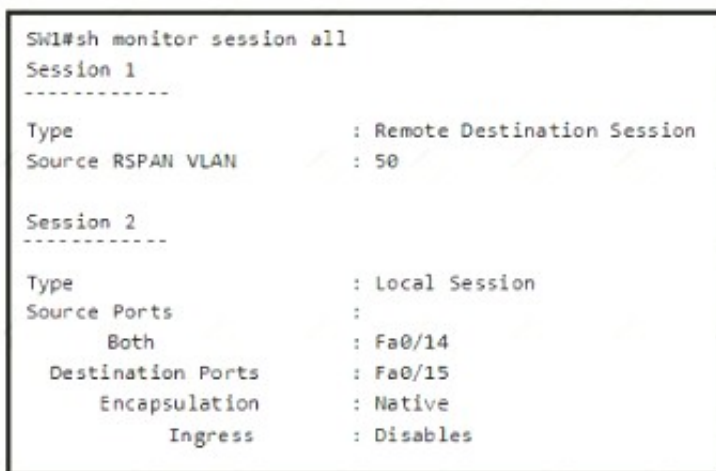 SW1#sh monitor session all
Session 1
------------
Type : Remote Destination Session
Source RSPAN VLAN : 50
Session 2
------------
Type : Local Session
Source Ports :
Both : Fa0/14
Destination Ports : Fa0/15
Encapsulation : Native
Ingress : Disables